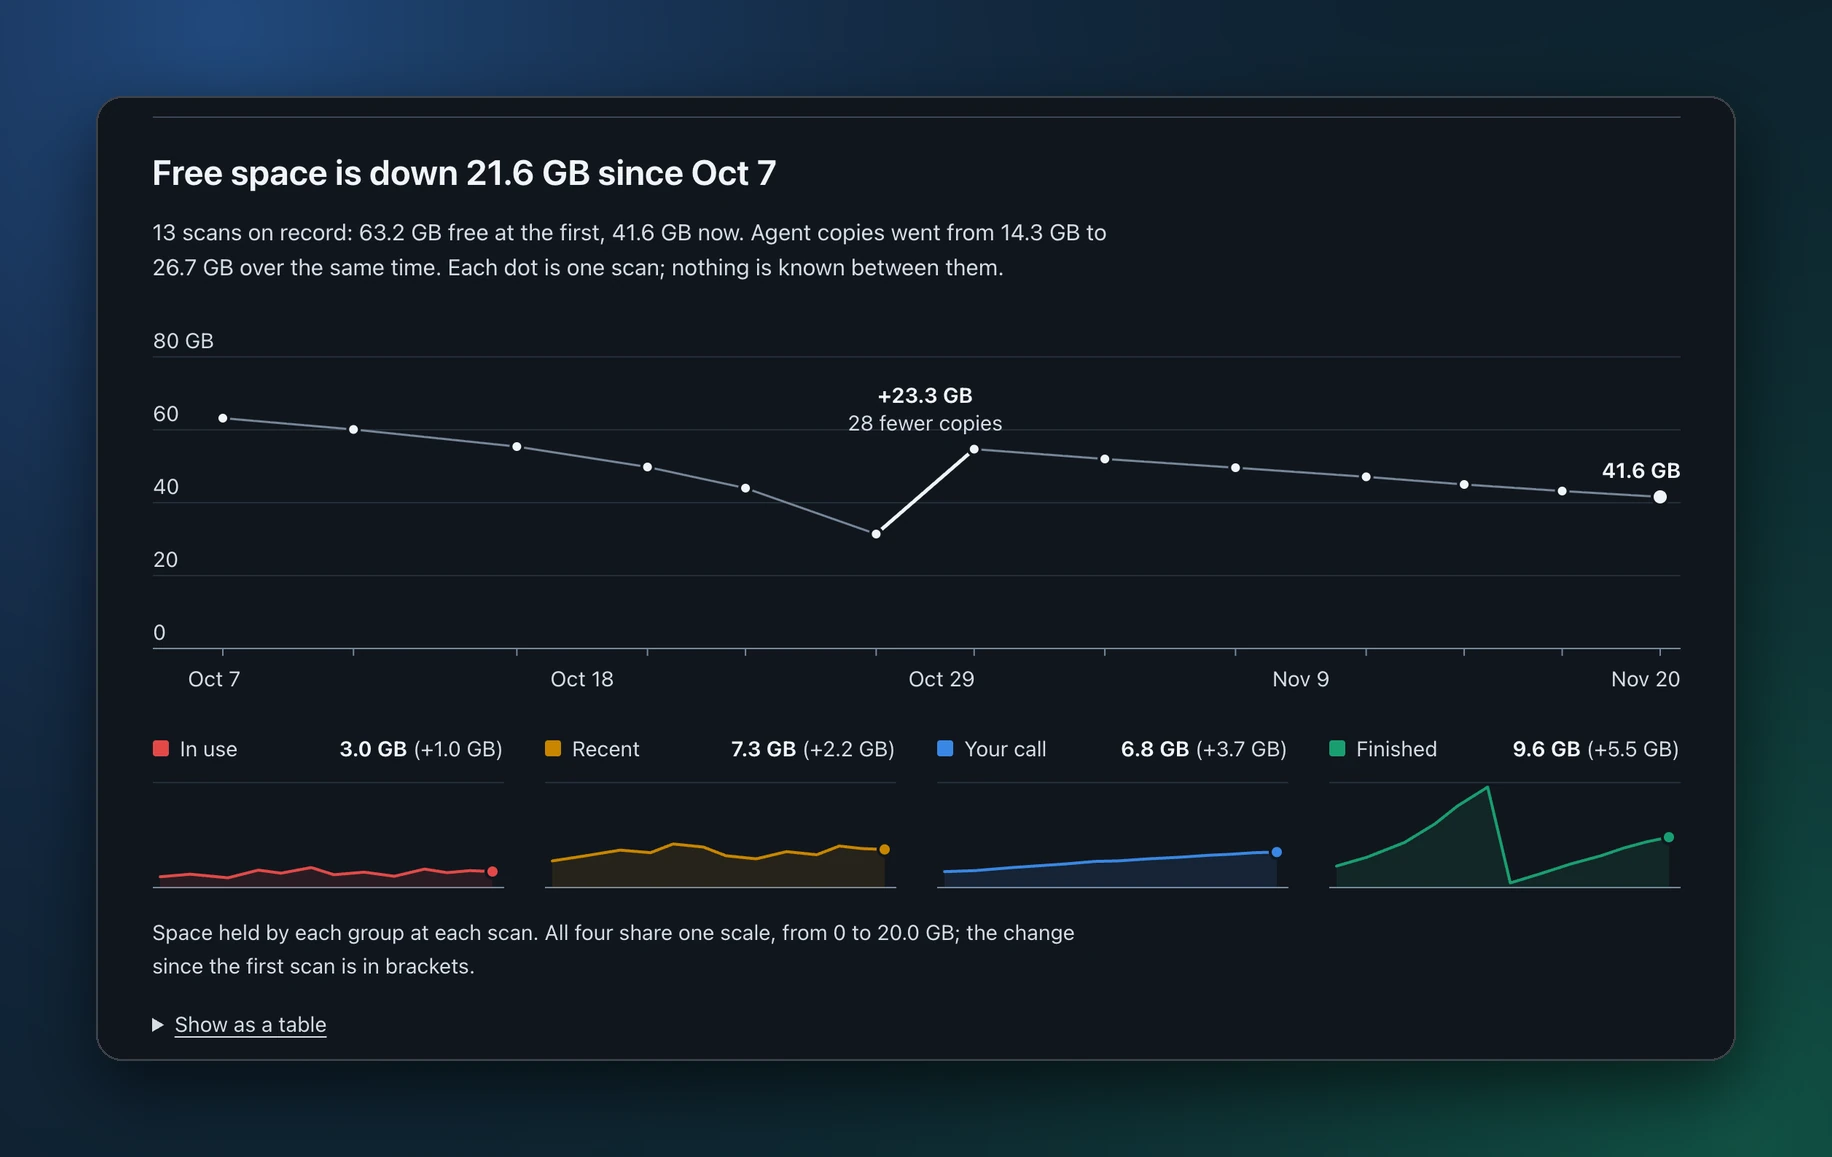 Free space is down 21.6 GB since Oct 7
13 scans on record: 63.2 GB free at the first, 41.6 GB now. Agent copies went from 14.3 GB to
26.7 GB over the same time. Each dot is one scan; nothing is known between them.
80 GB
+23.3 GB
28 fewer copies
60
41.6 GB
40
20
0
Oct 7 Oct 18 Oct 29 Nov 9 Nov 20
In use 3.0 GB (+1.0 GB)
Recent 7.3 GB (+2.2 GB)
Your call 6.8 GB (+3.7 GB)
Finished 9.6 GB (+5.5 GB)
Space held by each group at each scan. All four share one scale, from 0 to 20.0 GB; the change
since the first scan is in brackets.
Show as a table